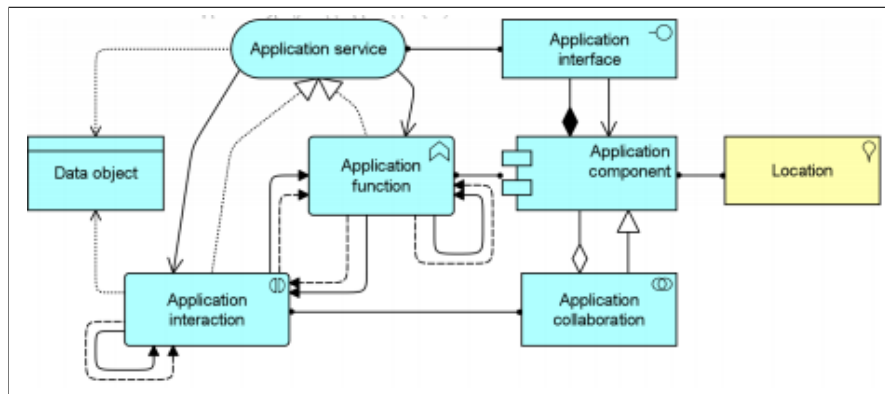 Application service
Application
interface
Data object
Application
function
Application
component
Location
Application
interaction
Application
collaboration